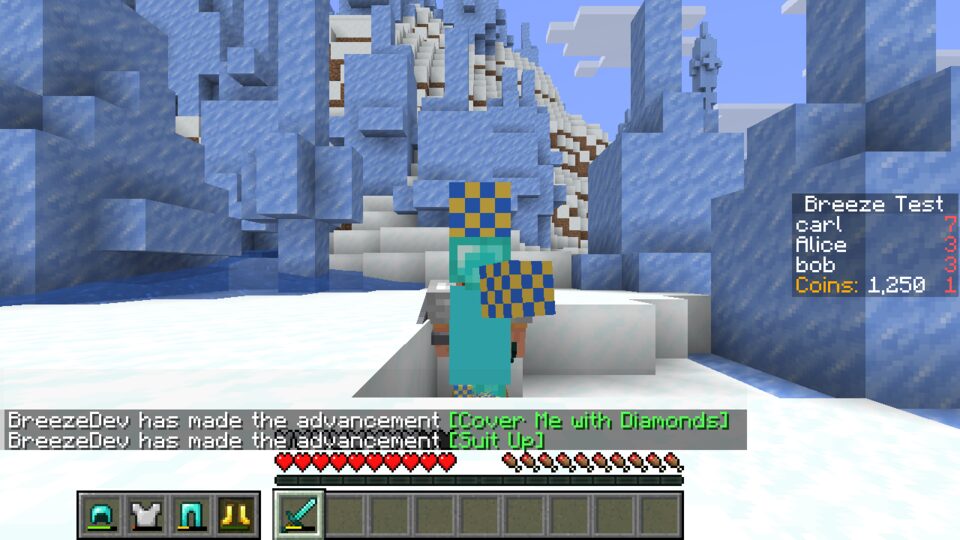 Breeze Test
carl 7
Alice 3
bob 3
Coins: 1,250 1
BreezeDev has made the advancement [Cover Me with Diamonds]
BreezeDev has made the advancement [Suit Up]